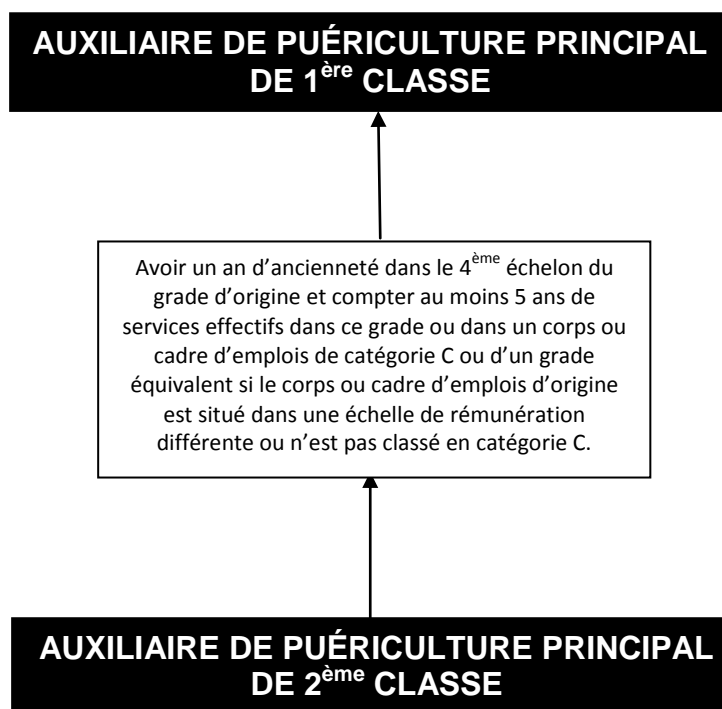 AUXILIAIRE DE PUÉRICULTURE PRINCIPAL
DE 1ère CLASSE
Avoir un an d’ancienneté dans le 4ème échelon du
grade d’origine et compter au moins 5 ans de
services effectifs dans ce grade ou dans un corps ou
cadre d’emplois de catégorie C ou d’un grade
équivalent si le corps ou cadre d’emplois d’origine
est situé dans une échelle de rémunération
différente ou n’est pas classé en catégorie C.
AUXILIAIRE DE PUÉRICULTURE PRINCIPAL
DE 2ème CLASSE